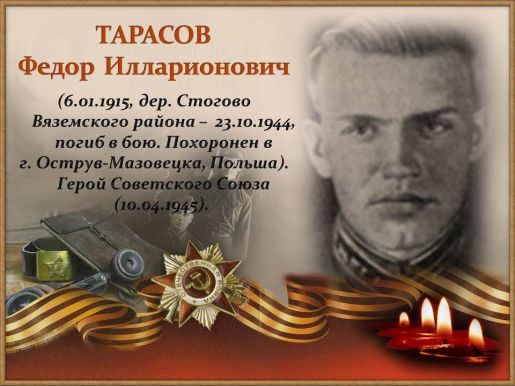 ТАРАСОВ
Федор Илларионович
(6.01.1915, дер. Стогово
Вяземского района – 23.10.1944,
погиб в бою. Похоронен в
г. Острув-Мазовецка, Польша).
Герой Советского Союза
(10.04.1945).